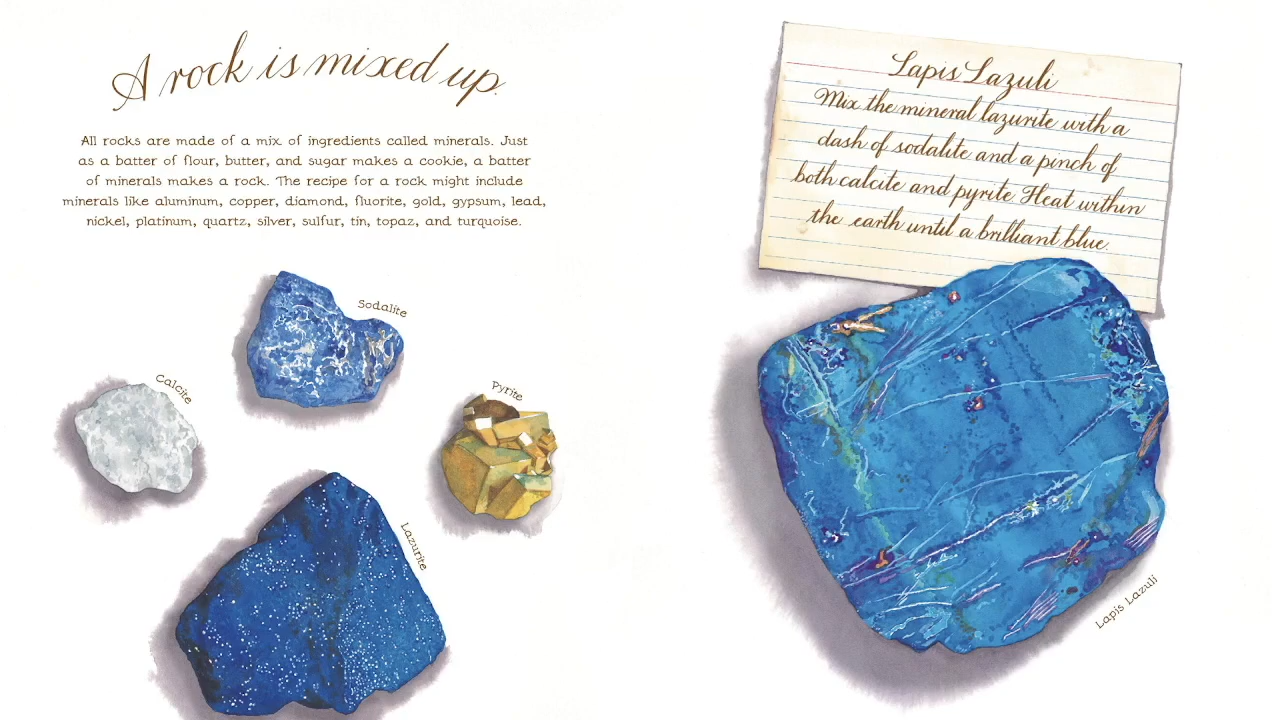 A rock is mixed up.
All rocks are made of a mix of ingredients called minerals. Just
as a batter of flour, butter, and sugar makes a cookie, a batter
of minerals makes a rock. The recipe for a rock might include
minerals like aluminum, copper, diamond, fluorite, gold, gypsum, lead,
nickel, platinum, quartz, silver, sulfur, tin, topaz, and turquoise.
Sodalite
Calcite
Pyrite
Lazurite
Lapis Lazuli
Mix the mineral lazurite with a
dash of sodalite and a pinch of
both calcite and pyrite. Heat within
the earth until a brilliant blue.
Lapis Lazuli